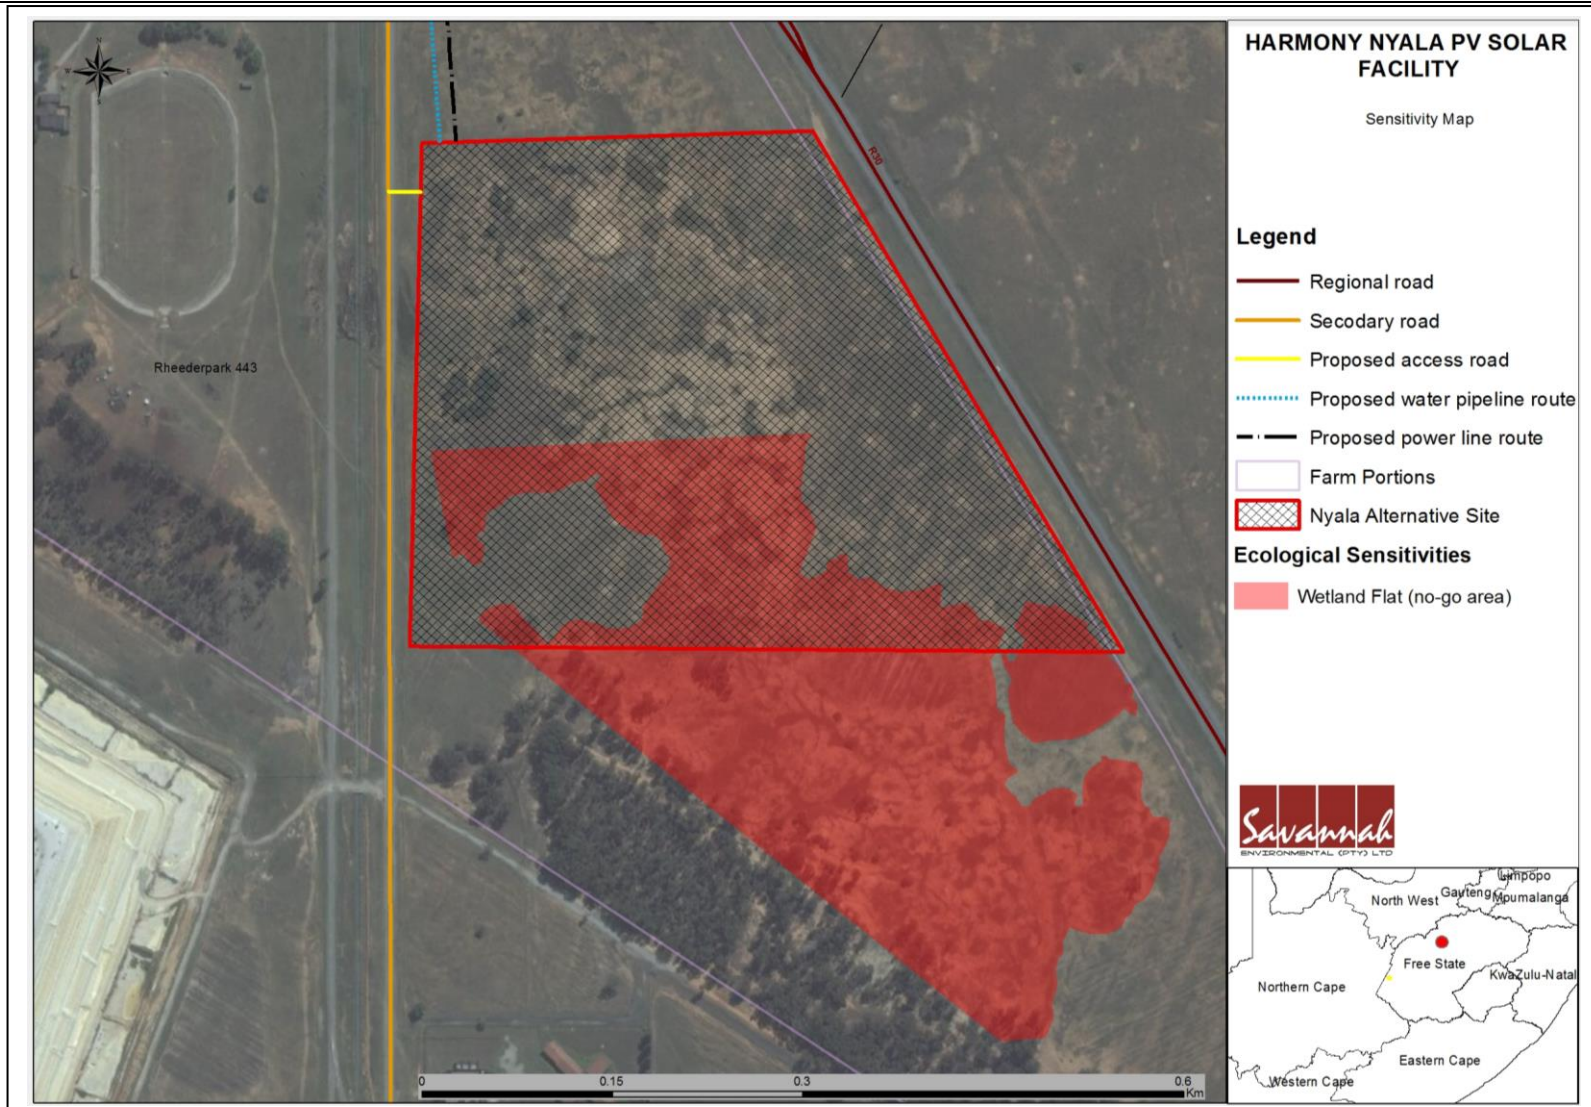 HARMONY NYALA PV SOLAR
FACILITY
Sensitivity Map
N
W
E
S
R30
Rheederpark 443
Legend
Regional road
Secodary road
Proposed access road
Proposed water pipeline route
Proposed power line route
Farm Portions
Nyala Alternative Site
Ecological Sensitivities
Wetland Flat (no-go area)
Savannah
ENVIRONMENTAL (PTY) LTD
Limpopo
Gauteng
Mpumalanga
North West
Free State
KwaZulu-Natal
Northern Cape
Eastern Cape
Western Cape
0 0.15 0.3 0.6
Km